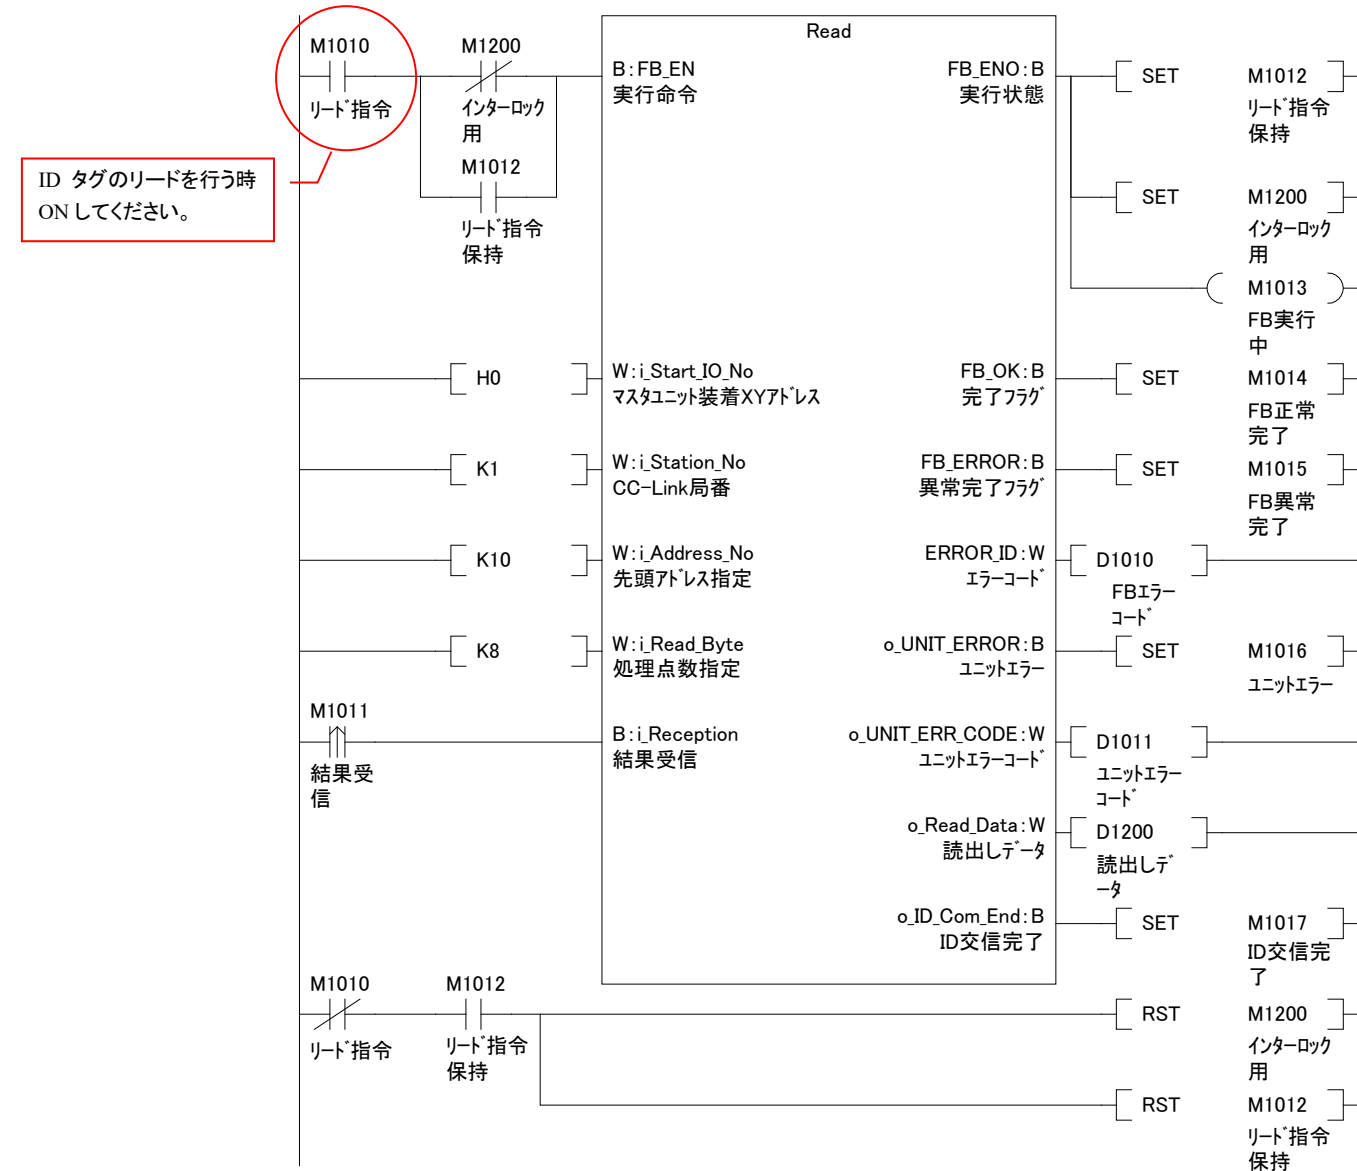 Read
M1010
リード指令
M1200
インターロック
用
M1012
リード指令
保持
ID タグのリードを行う時
ONしてください。
B:FB_EN
実行命令
FB_ENO:B
実行状態
SET M1012
リード指令
保持
SET M1200
インターロック
用
M1013
FB実行
中
H0
W:i_Start_IO_No
マスタユニット装着XYアドレス
FB_OK:B
完了フラグ
SET M1014
FB正常
完了
K1
W:i_Station_No
CC-Link局番
FB_ERROR:B
異常完了フラグ
SET M1015
FB異常
完了
K10
W:i_Address_No
先頭アドレス指定
ERROR_ID:W
エラーコード
D1010
FBエラー
コード
K8
W:i_Read_Byte
処理点数指定
o_UNIT_ERROR:B
ユニットエラー
SET M1016
ユニットエラー
M1011
結果受
信
B:i_Reception
結果受信
o_UNIT_ERR_CODE:W
ユニットエラーコード
D1011
ユニットエラー
コード
o_Read_Data:W
読出しデータ
D1200
読出しデ
ータ
o_ID_Com_End:B
ID交信完了
SET M1017
ID交信完
了
M1010
リード指令
M1012
リード指令
保持
RST M1200
インターロック
用
RST M1012
リード指令
保持